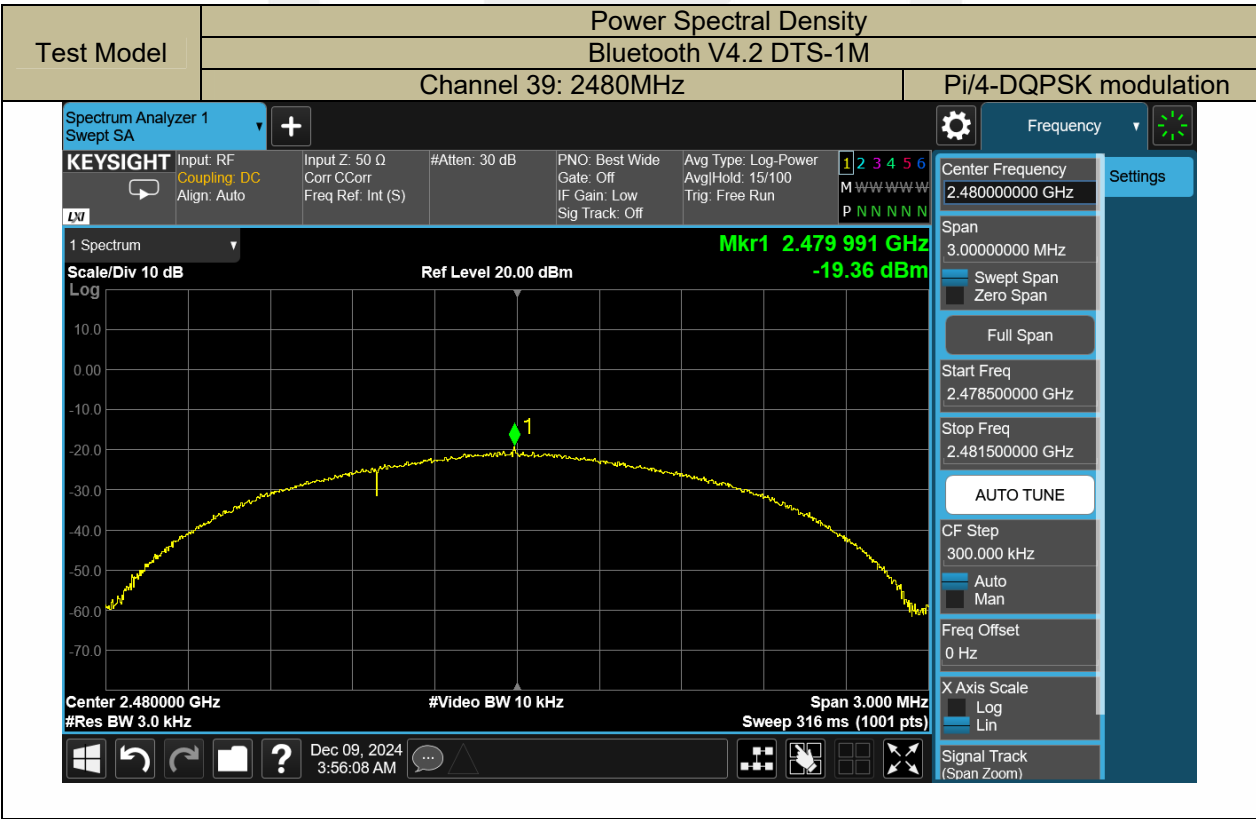 Test Model
Power Spectral Density
Bluetooth V4.2 DTS-1M
Channel 39: 2480MHz
Pi/4-DQPSK modulation
Spectrum Analyzer 1
Swept SA
Frequency
KEYSIGHT
LXI
Input: RF
Coupling: DC
Align: Auto
Input Z: 50 Ω
Corr CCorr
Freq Ref: Int (S)
#Atten: 30 dB
PNO: Best Wide
Gate: Off
IF Gain: Low
Sig Track: Off
Avg Type: Log-Power
Avg|Hold: 15/100
Trig: Free Run
1 2 3 4 5 6
M W W W W W
P N N N N N
1 Spectrum
Mkr1 2.479 991 GHz
-19.36 dBm
Scale/Div 10 dB
Ref Level 20.00 dBm
Log
10.0
0.00
-10.0
-20.0
-30.0
-40.0
-50.0
-60.0
-70.0
1
Center 2.480000 GHz
#Video BW 10 kHz
Span 3.000 MHz
#Res BW 3.0 kHz
Sweep 316 ms (1001 pts)
?
Dec 09, 2024
3:56:08 AM
Center Frequency
2.480000000 GHz
Settings
Span
3.00000000 MHz
Swept Span
Zero Span
Full Span
Start Freq
2.478500000 GHz
Stop Freq
2.481500000 GHz
AUTO TUNE
CF Step
300.000 kHz
Auto
Man
Freq Offset
0 Hz
X Axis Scale
Log
Lin
Signal Track
(Span Zoom)